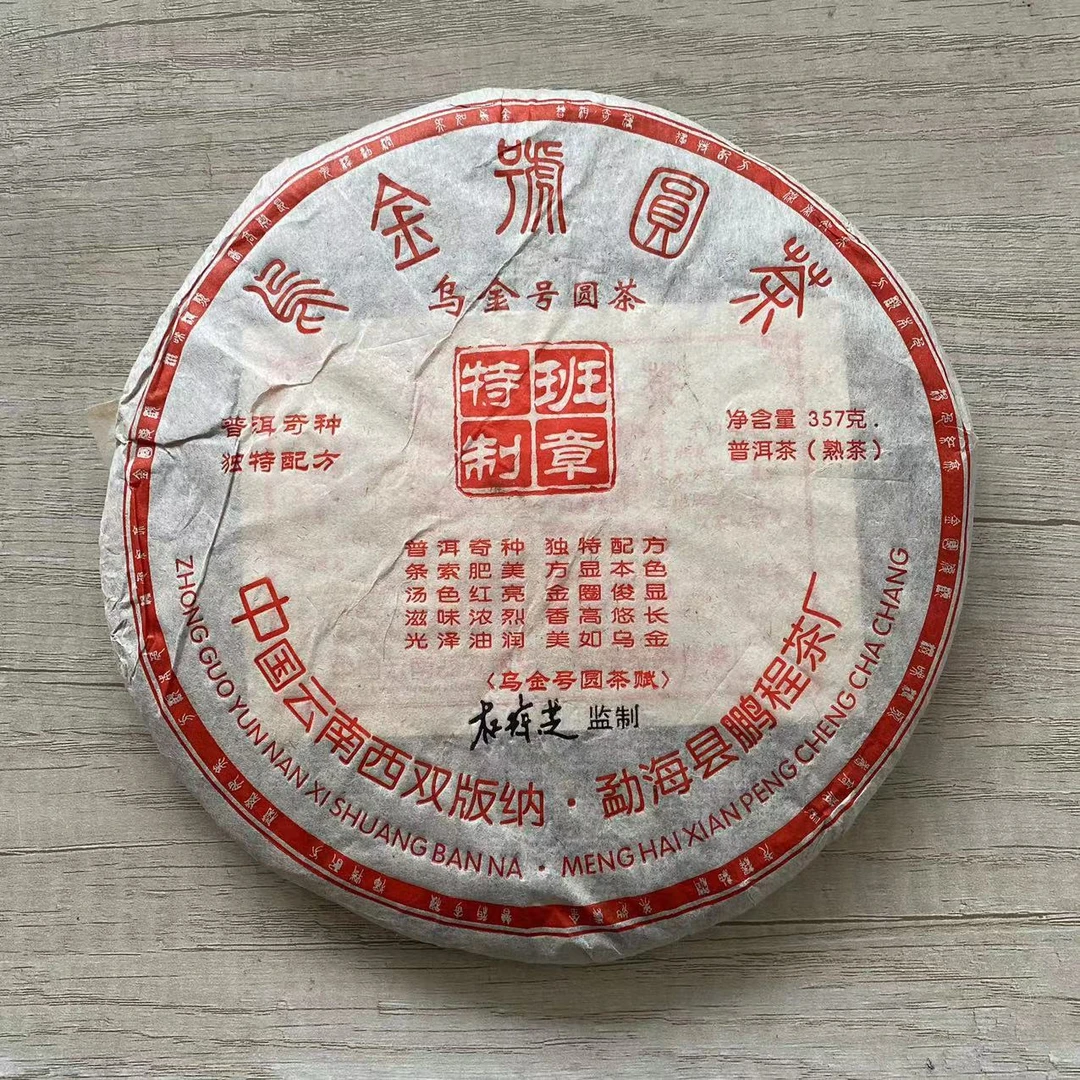 烏金號圓茶
乌金号圆茶
班章
特制
普洱奇种
独特配方
净含量 357克.
普洱茶（熟茶）
普洱奇种 独特配方
条索肥美 方显本色
汤色红亮 金圈俊显
滋味浓烈 香高悠长
光泽油润 美如乌金
《乌金号圆茶赋》
监制
中国云南西双版纳·勐海县鹏程茶厂
ZHONG GUO YUN NAN XI SHUANG BAN NA · MENG HAI XIAN PENG CHENG CHA CHANG